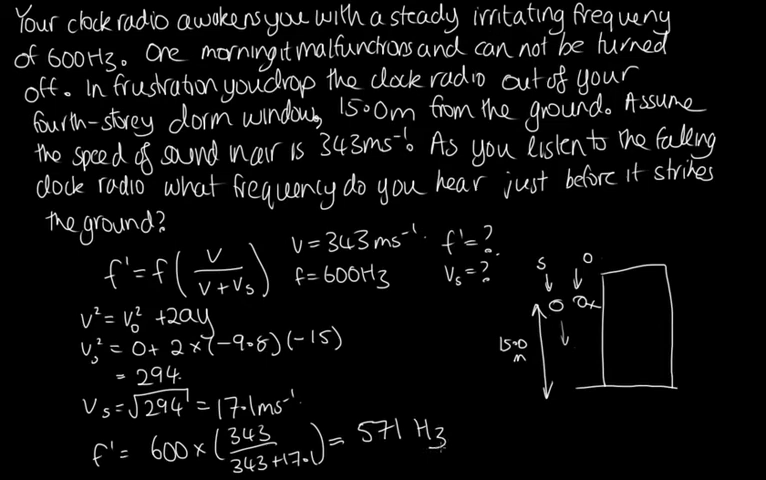 Your clock radio awakens you with a steady irritating frequency
of 600Hz. One morning it malfunctions and can not be turned
off. In frustration you drop the clock radio out of your
fourth-storey dorm window, 15.0m from the ground. Assume
the speed of sound in air is 343ms⁻¹. As you listen to the falling
clock radio what frequency do you hear just before it strikes
the ground?
f' = f (v / (v + vₛ))
v = 343ms⁻¹
f' = ?
f = 600Hz
vₛ = ?
v² = v₀² + 2ay
vₛ² = 0 + 2 × (-9.8)(-15)
= 294
vₛ = √294 = 17.1ms⁻¹
f' = 600 × (343 / (343 + 17.1)) = 571 Hz
S O
15.0
m